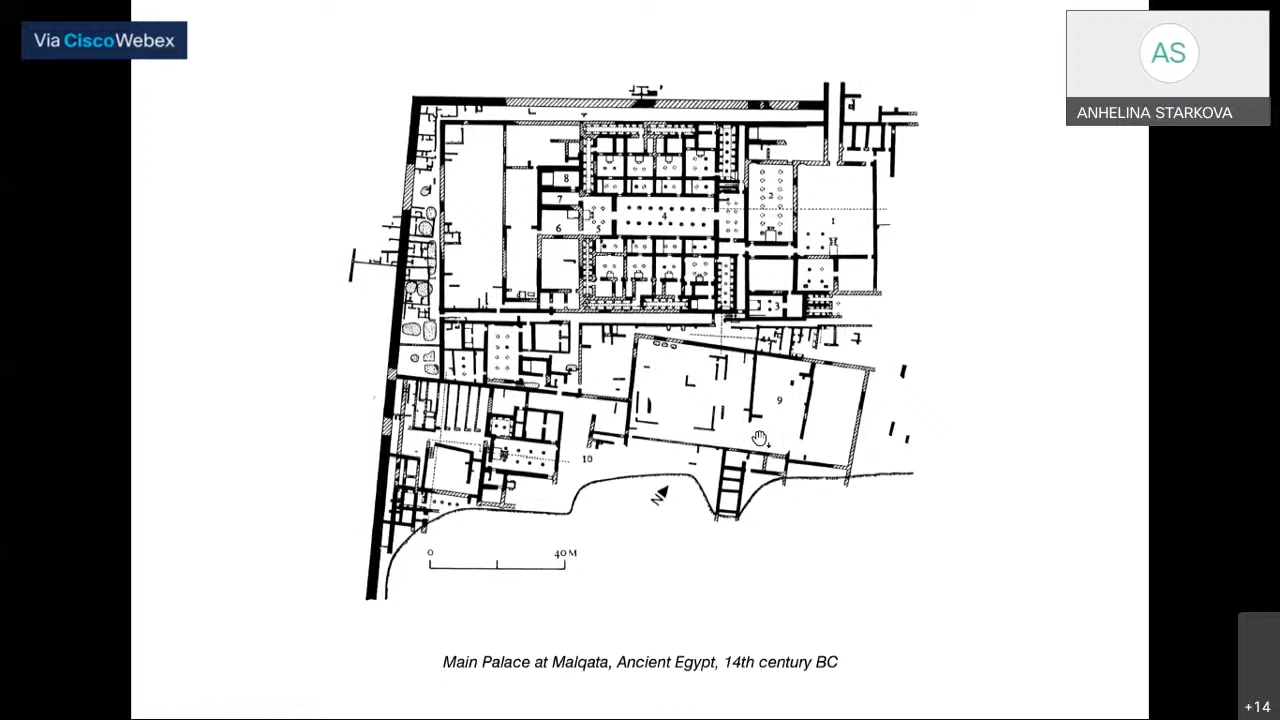 Via CiscoWebex
AS
ANHELINA STARKOVA
8
7
6
5
4
2
1
3
9
10
N
0 40M
Main Palace at Malqata, Ancient Egypt, 14th century BC
+14